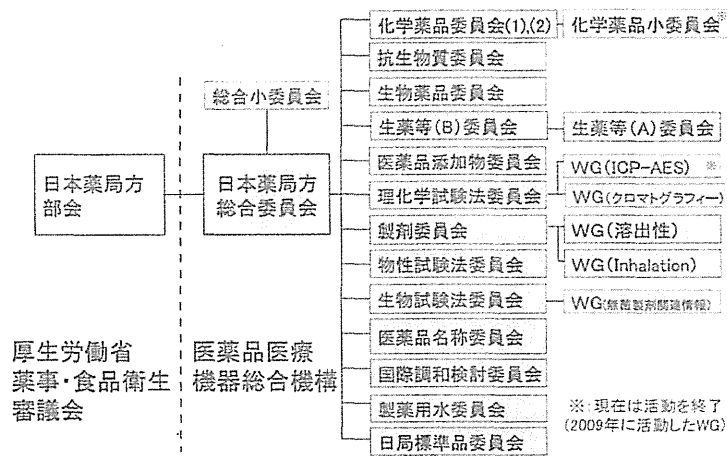 化学薬品委員会(1),(2)
化学薬品小委員会※
抗生物質委員会
総合小委員会
生物薬品委員会
生薬等(B)委員会
生薬等(A)委員会
日本薬局方
部会
日本薬局方
総合委員会
医薬品添加物委員会
WG(ICP-AES) ※
理化学試験法委員会
WG(クロマトグラフィー)
製剤委員会
WG(溶出性)
物性試験法委員会
WG(Inhalation)
生物試験法委員会
WG(無菌製剤関連情報)
医薬品名称委員会
国際調和検討委員会
製薬用水委員会
日局標準品委員会
厚生労働省
薬事・食品衛生
審議会
医薬品医療
機器総合機構
※:現在は活動を終了
(2009年に活動したWG)